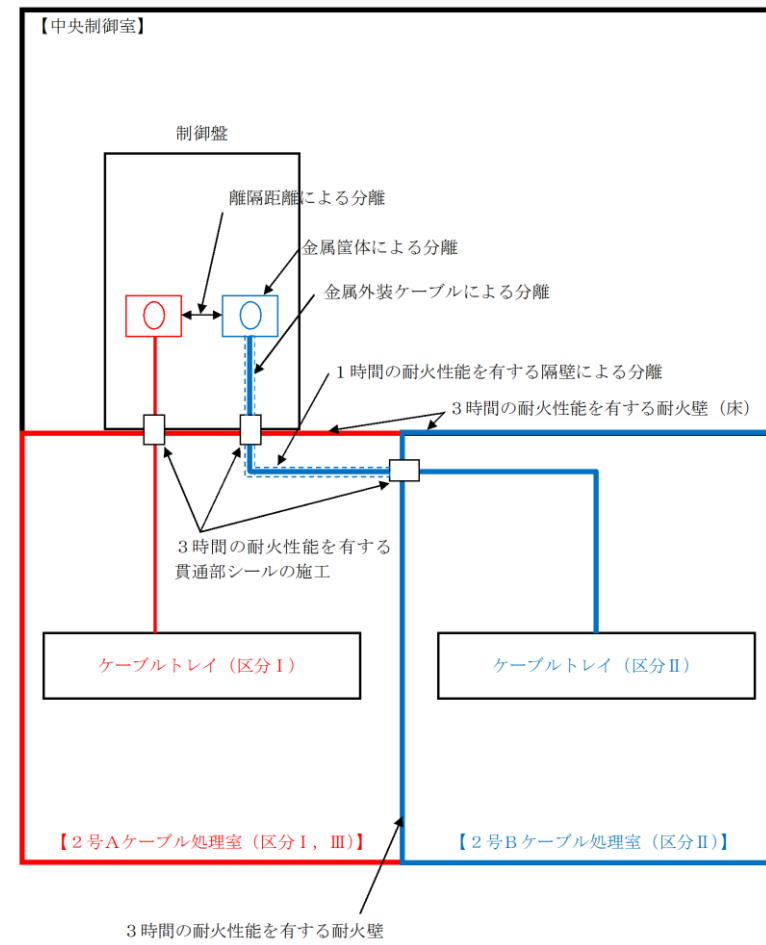 【中央制御室】
制御盤
離隔距離による分離
金属筐体による分離
金属外装ケーブルによる分離
１時間の耐火性能を有する隔壁による分離
３時間の耐火性能を有する耐火壁（床）
３時間の耐火性能を有する
貫通部シールの施工
ケーブルトレイ（区分Ⅰ）
ケーブルトレイ（区分Ⅱ）
【２号Ａケーブル処理室（区分Ⅰ，Ⅲ）】
【２号Ｂケーブル処理室（区分Ⅱ）】
３時間の耐火性能を有する耐火壁